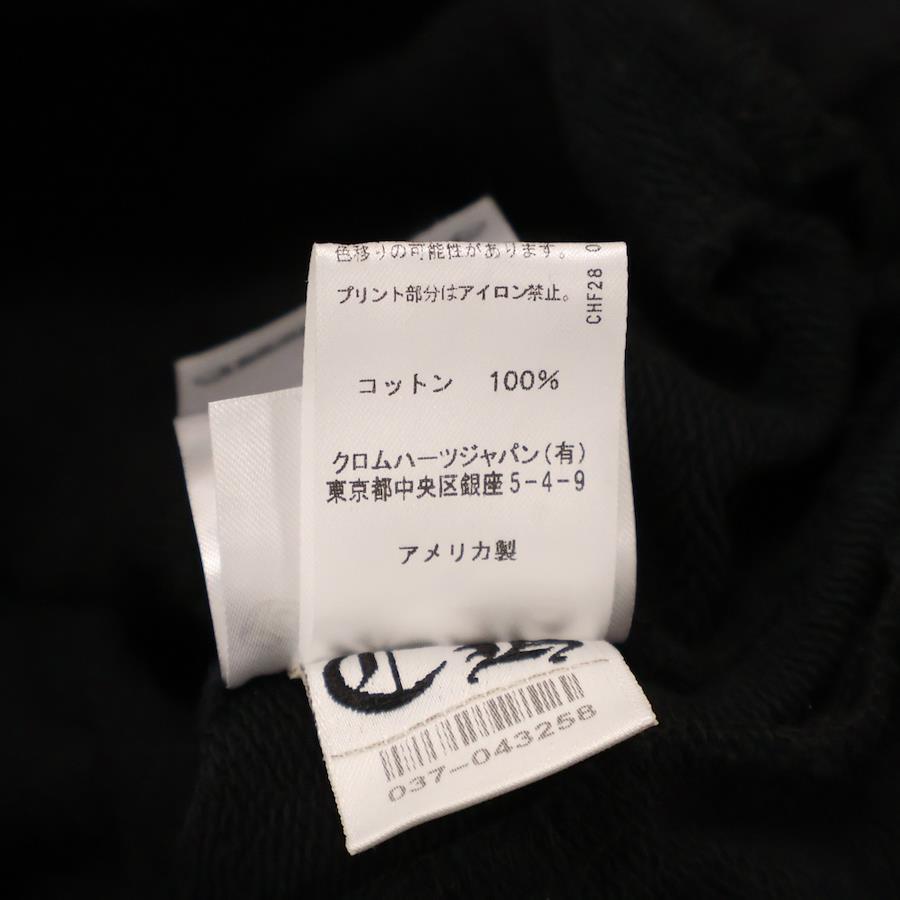 色移りの可能性があります。
プリント部分はアイロン禁止。
CHF28 0
コットン 100%
クロムハーツジャパン(有)
東京都中央区銀座5-4-9
アメリカ製
037-043258